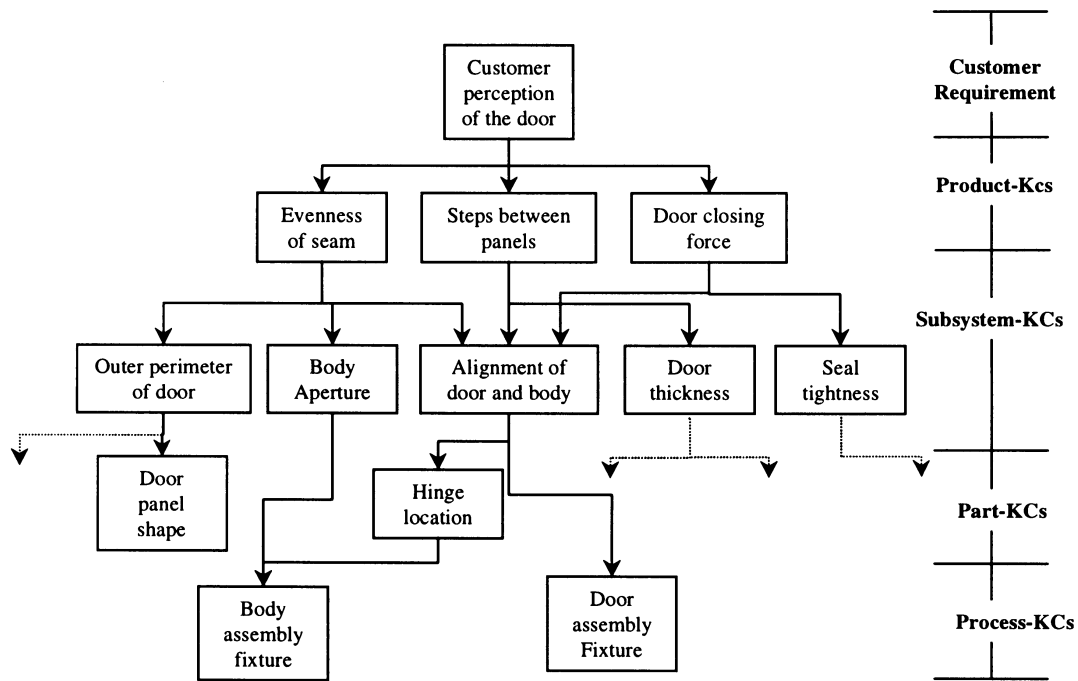 Customer
perception
of the door
Customer
Requirement
Product-Kcs
Evenness
of seam
Steps between
panels
Door closing
force
Subsystem-KCs
Outer perimeter
of door
Body
Aperture
Alignment of
door and body
Door
thickness
Seal
tightness
Door
panel
shape
Hinge
location
Part-KCs
Body
assembly
fixture
Door
assembly
Fixture
Process-KCs